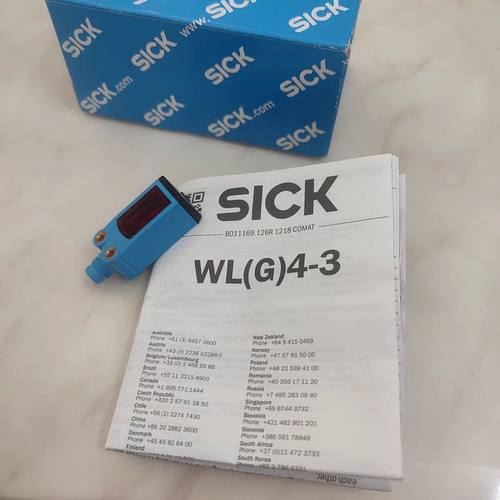 SICK
www.SICK
SICK
SICK
SICK.com
SICK
SICK.com
SICK
SICK
8011169.126R 1218 COMAT
WL(G)4-3
Australia
Phone +61 (3) 9457 0600
Austria
Phone +43 (0) 2236 62288-0
Belgium/Luxembourg
Phone +32 (0) 2 466 55 66
Brazil
Phone +55 11 3215-4900
Canada
Phone +1 905.771.1444
Czech Republic
Phone +420 2 57 91 18 50
Chile
Phone +56 (2) 2274 7430
China
Phone +86 20 2882 3600
Denmark
Phone +45 45 82 64 00
Finland
New Zealand
Phone +64 9 415 0459
Norway
Phone +47 67 81 50 00
Poland
Phone +48 22 539 41 00
Romania
Phone +40 356-17 11 20
Russia
Phone +7 495 283 09 90
Singapore
Phone +65 6744 3732
Slovakia
Phone +421 482 901 201
Slovenia
Phone +386 591 78849
South Africa
Phone +27 (0)11 472 3733
South Korea
each other.